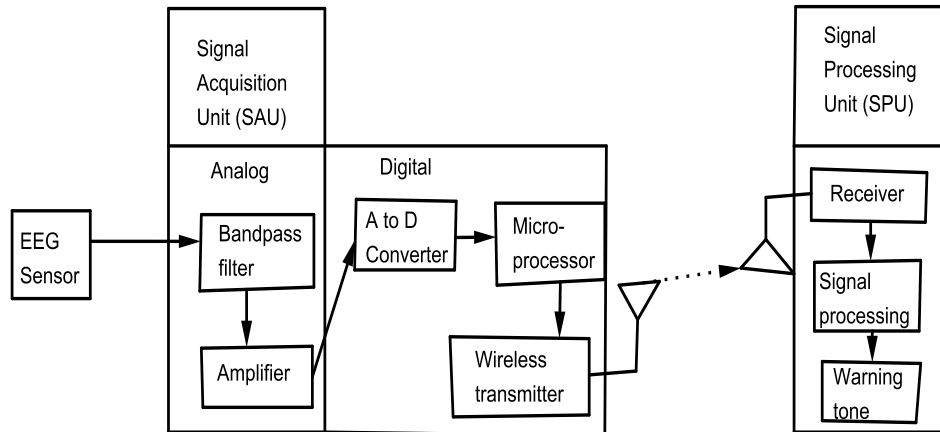 Signal
Acquisition
Unit (SAU)
Signal
Processing
Unit (SPU)
Analog
Digital
EEG
Sensor
Bandpass
filter
Amplifier
A to D
Converter
Micro-
processor
Wireless
transmitter
Receiver
Signal
processing
Warning
tone